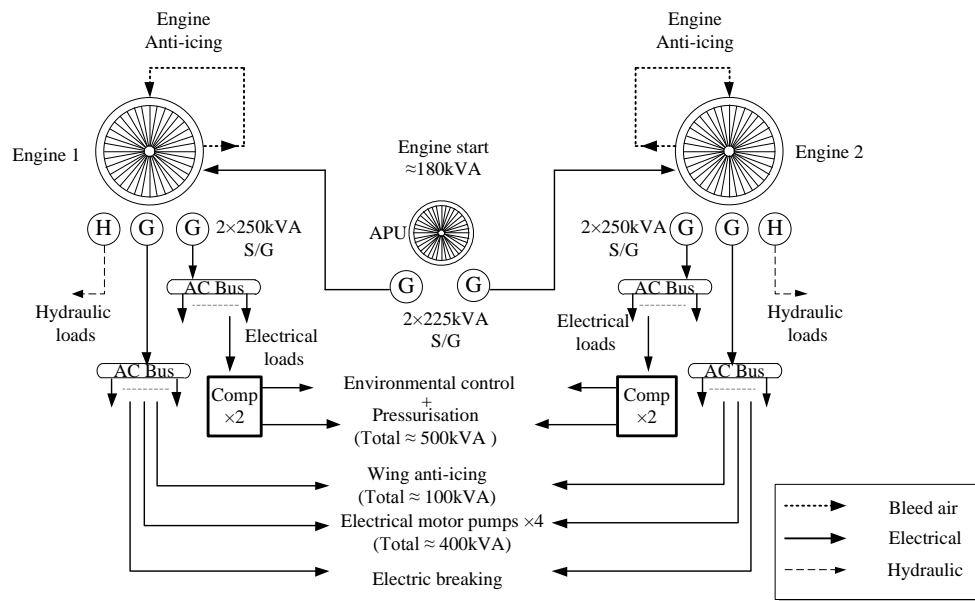 Engine
Anti-icing
Engine
Anti-icing
Engine 1
Engine start
≈180kVA
Engine 2
APU
H
G
G
2×250kVA
S/G
2×250kVA
S/G
G
G
H
G
G
AC Bus
AC Bus
Hydraulic
loads
Electrical
loads
2×225kVA
S/G
Electrical
loads
Hydraulic
loads
AC Bus
AC Bus
Comp
×2
Environmental control
+
Pressurisation
(Total ≈ 500kVA )
Comp
×2
Wing anti-icing
(Total ≈ 100kVA)
Electrical motor pumps ×4
(Total ≈ 400kVA)
Electric breaking
Bleed air
Electrical
Hydraulic